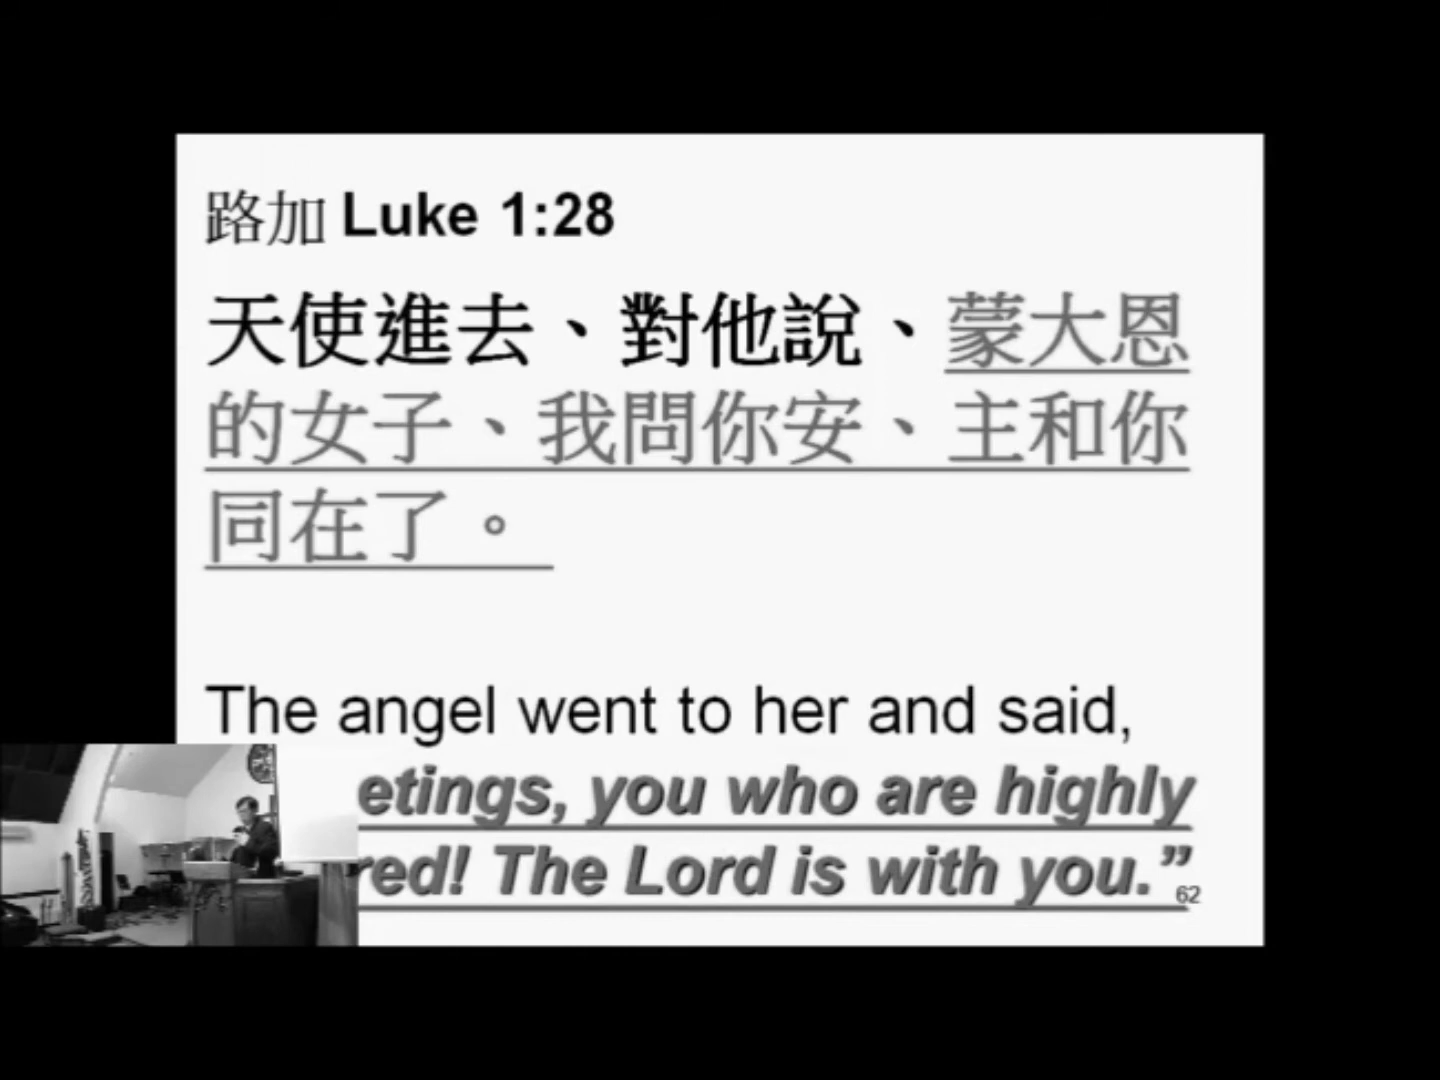 路加 Luke 1:28
天使進去、對他說、蒙大恩
的女子、我問你安、主和你
同在了。
The angel went to her and said,
etings, you who are highly
red! The Lord is with you.”
62